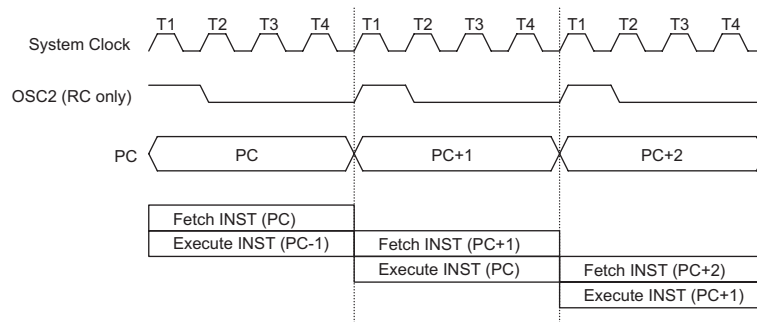 T1 T2 T3 T4 T1 T2 T3 T4 T1 T2 T3 T4
System Clock
OSC2 (RC only)
PC PC PC+1 PC+2
Fetch INST (PC)
Execute INST (PC-1) Fetch INST (PC+1)
Execute INST (PC) Fetch INST (PC+2)
Execute INST (PC+1)